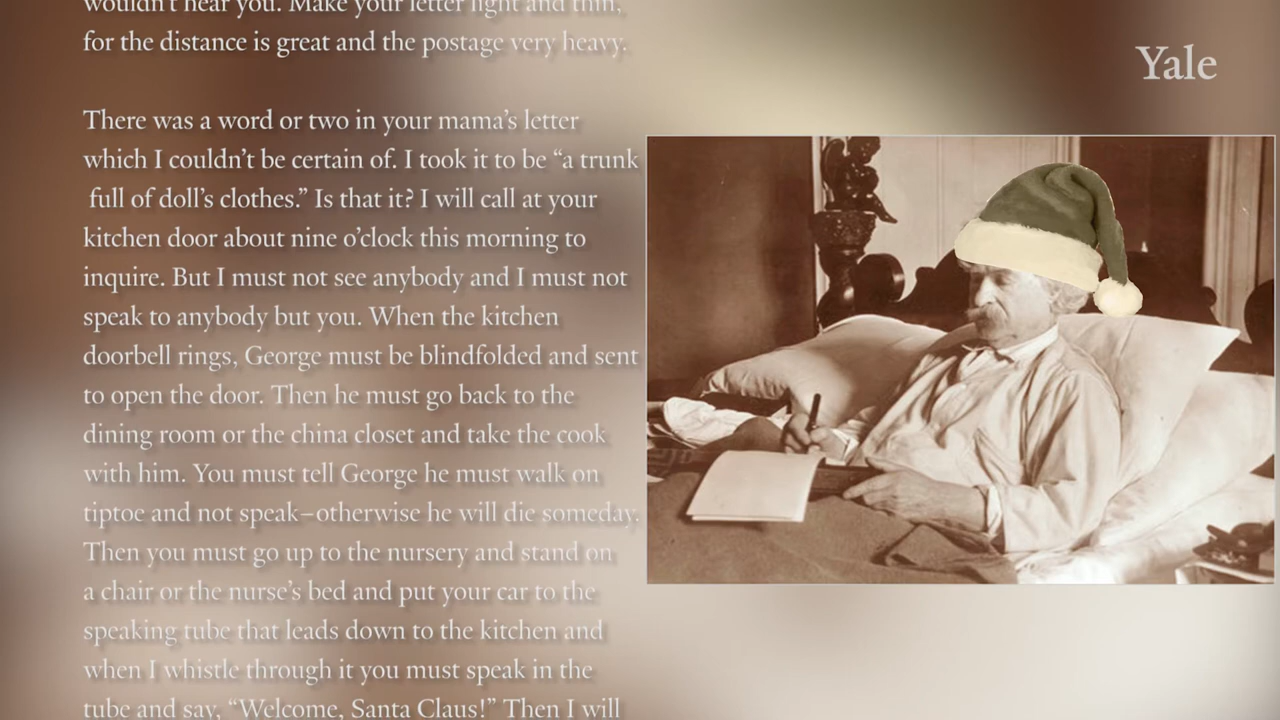 wouldn't hear you. Make your letter light and thin,
for the distance is great and the postage very heavy.
Yale
There was a word or two in your mama’s letter
which I couldn’t be certain of. I took it to be “a trunk
full of doll’s clothes.” Is that it? I will call at your
kitchen door about nine o’clock this morning to
inquire. But I must not see anybody and I must not
speak to anybody but you. When the kitchen
doorbell rings, George must be blindfolded and sent
to open the door. Then he must go back to the
dining room or the china closet and take the cook
with him. You must tell George he must walk on
tiptoe and not speak–otherwise he will die someday.
Then you must go up to the nursery and stand on
a chair or the nurse’s bed and put your car to the
speaking tube that leads down to the kitchen and
when I whistle through it you must speak in the
tube and say, “Welcome, Santa Claus!” Then I will